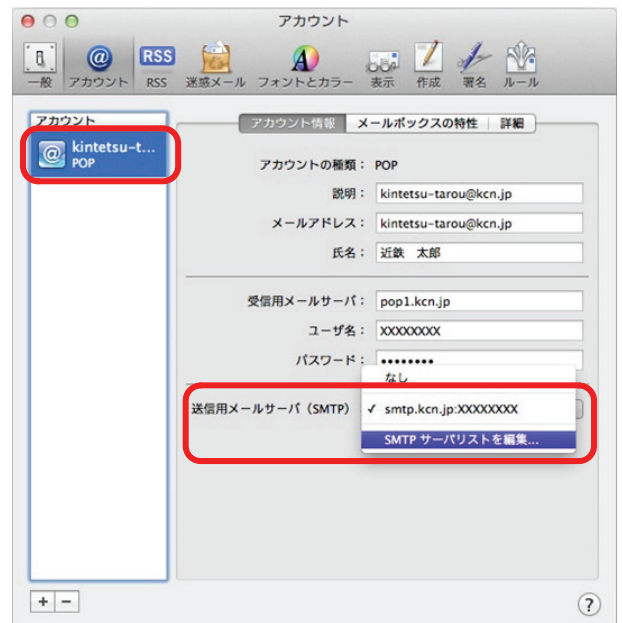 アカウント
RSS
一般 アカウント RSS 迷惑メール フォントとカラー 表示 作成 署名 ルール
アカウント
kintetsu-t...
POP
アカウント情報 メールボックスの特性 詳細
アカウントの種類： POP
説明： kintetsu-tarou@kcn.jp
メールアドレス： kintetsu-tarou@kcn.jp
氏名： 近鉄 太郎
受信用メールサーバ： pop1.kcn.jp
ユーザ名： XXXXXXXX
パスワード： ••••••••
なし
送信用メールサーバ（SMTP） ✓ smtp.kcn.jp:XXXXXXXX
SMTP サーバリストを編集...
+ − ?